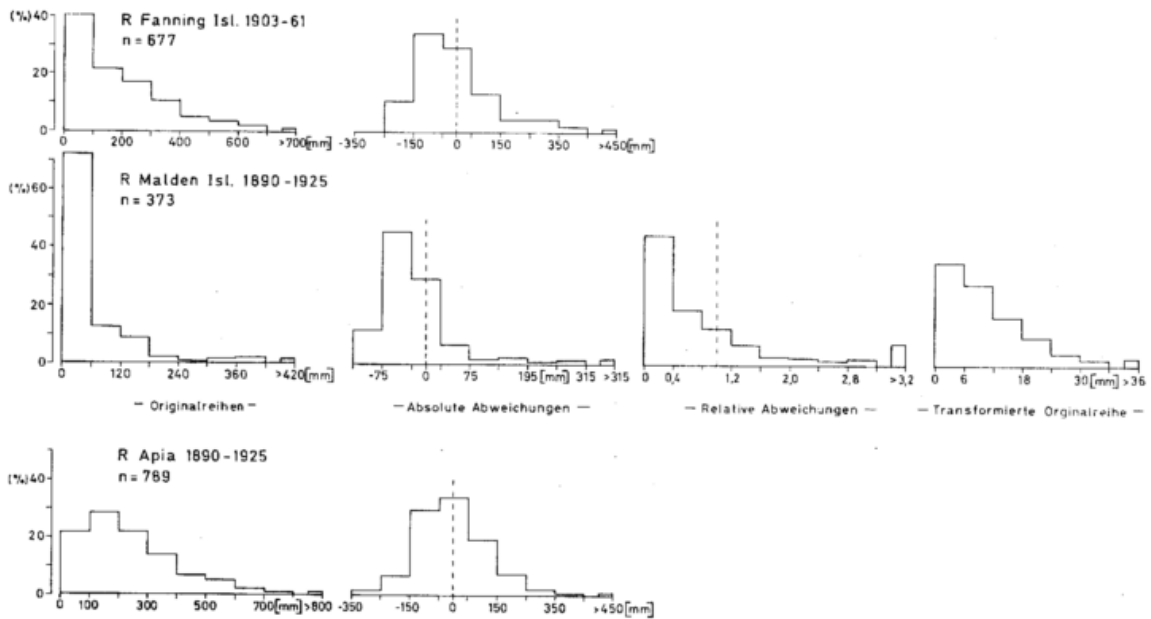 (%) 40
R Fanning Isl. 1903-61
n = 677
20
0
0 200 400 600 >700[mm]
-350 -150 0 150 350 >450[mm]
(%) 60
R Malden Isl. 1890-1925
n = 373
40
20
0
0 120 240 360 >420[mm]
-75 0 75 195[mm] 315 >315
0 0,4 1,2 2,0 2,8 >3,2
0 6 18 30[mm] >36
— Originalreihen —
— Absolute Abweichungen —
— Relative Abweichungen —
— Transformierte Orginalreihe —
R Apia 1890-1925
n = 789
(%) 40
20
0
0 100 300 500 700[mm] >800
-350 -150 0 150 350 >450[mm]